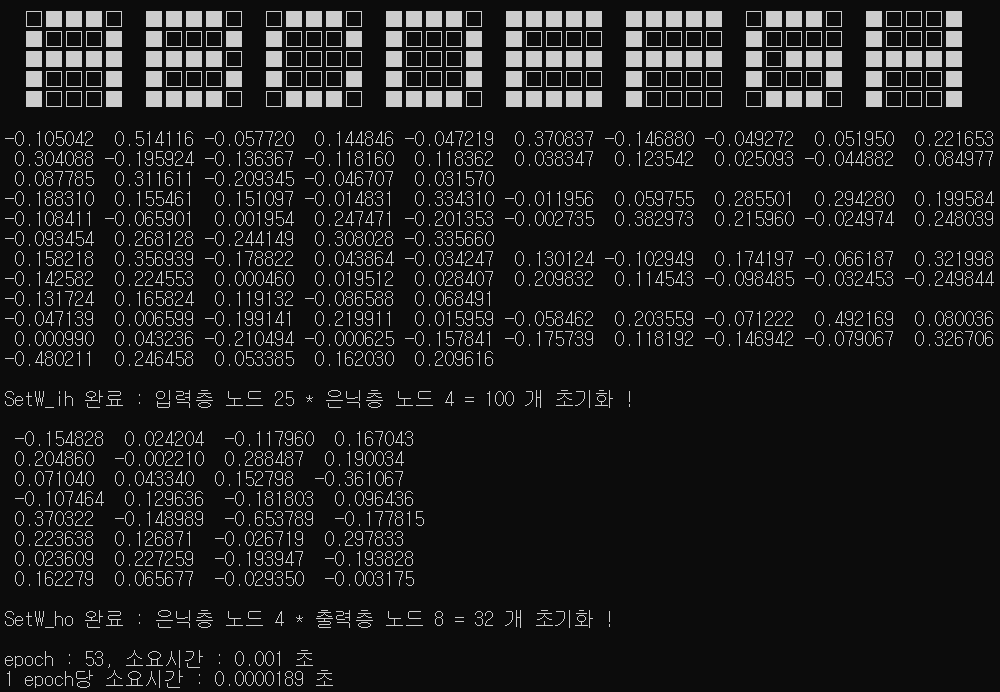 -0.105042 0.514116 -0.057720 0.144846 -0.047219 0.370837 -0.146880 -0.049272 0.051950 0.221653
0.304088 -0.195924 -0.136367 -0.118160 0.118362 0.038347 0.123542 0.025093 -0.044882 0.084977
0.087785 0.311611 -0.209345 -0.046707 0.031570
-0.188310 0.155461 0.151097 -0.014831 0.334310 -0.011956 0.059755 0.285501 0.294280 0.199584
-0.108411 -0.065901 0.001954 0.247471 -0.201353 -0.002735 0.382973 0.215960 -0.024974 0.248039
-0.093454 0.268128 -0.244149 0.308028 -0.335660
0.158218 0.356939 -0.178822 0.043864 -0.034247 0.130124 -0.102949 0.174197 -0.066187 0.321998
-0.142582 0.224553 0.000460 0.019512 0.028407 0.209832 0.114543 -0.098485 -0.032453 -0.249844
-0.131724 0.165824 0.119132 -0.086588 0.068491
-0.047139 0.006599 -0.199141 0.219911 0.015959 -0.058462 0.203559 -0.071222 0.492169 0.080036
0.000990 0.043236 -0.210494 -0.000625 -0.157841 -0.175739 0.118192 -0.146942 -0.079067 0.326706
-0.480211 0.246458 0.053385 0.162030 0.209616
SetW_ih 완료 : 입력층 노드 25 * 은닉층 노드 4 = 100 개 초기화 !
-0.154828 0.024204 -0.117960 0.167043
0.204860 -0.002210 0.288487 0.190034
0.071040 0.043340 0.152798 -0.361067
-0.107464 0.129636 -0.181803 0.096436
0.370322 -0.148989 -0.653789 -0.177815
0.223638 0.126871 -0.026719 0.297833
0.023609 0.227259 -0.193947 -0.193828
0.162279 0.065677 -0.029350 -0.003175
SetW_ho 완료 : 은닉층 노드 4 * 출력층 노드 8 = 32 개 초기화 !
epoch : 53, 소요시간 : 0.001 초
1 epoch당 소요시간 : 0.0000189 초